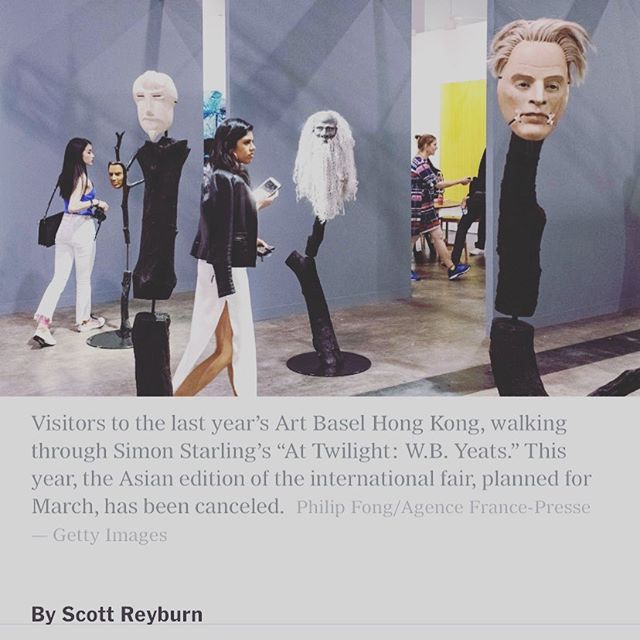 Visitors to the last year's Art Basel Hong Kong, walking
through Simon Starling's "At Twilight: W.B. Yeats." This
year, the Asian edition of the international fair, planned for
March, has been canceled. Philip Fong/Agence France-Presse
— Getty Images
By Scott Reyburn